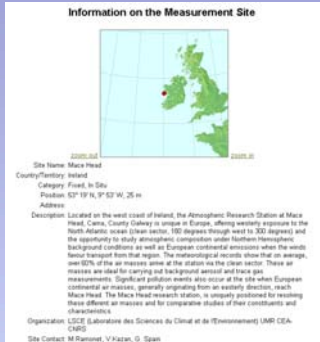 Information on the Measurement Site
zoom out
zoom in
Site Name: Mace Head
Country/Territory: Ireland
Category: Fixed, In Situ
Position: 53° 19' N, 9° 53' W, 25 m
Address:
Description: Located on the west coast of Ireland, the Atmospheric Research Station at Mace
Head, Carna, County Galway is unique in Europe, offering westerly exposure to the
North Atlantic ocean (clean sector, 180 degrees through west to 300 degrees) and
the opportunity to study atmospheric composition under Northern Hemispheric
background conditions as well as European continental emissions when the winds
favour transport from that region. The meteorological records show that on average,
over 60% of the air masses arrive at the station via the clean sector. These air
masses are ideal for carrying out background aerosol and trace gas
measurements. Significant pollution events also occur at the site when European
continental air masses, generally originating from an easterly direction, reach
Mace Head. The Mace Head research station, is uniquely positioned for resolving
these different air masses and for comparative studies of their constituents and
characteristics.
Organization: LSCE (Laboratoire des Sciences du Climat et de l'Environnement) UMR CEA-
CNRS
Site Contact: M Ramonet, V Kazan, G. Spain